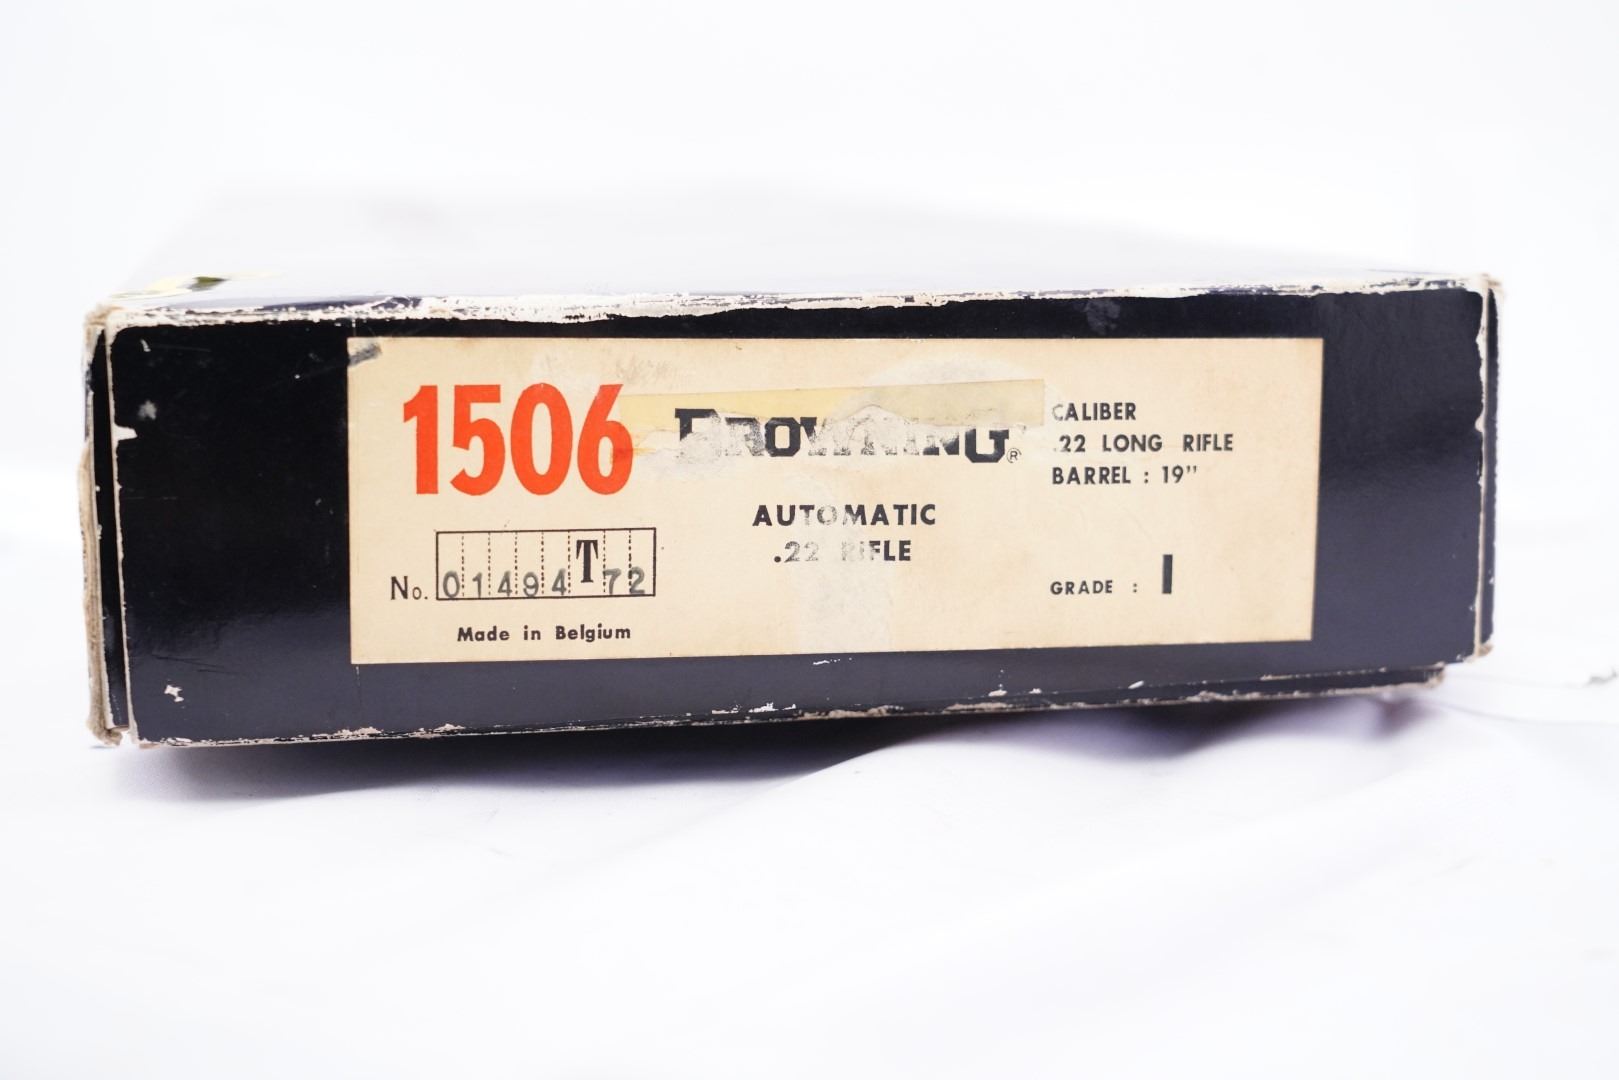 1506
BROWNING®
AUTOMATIC
.22 RIFLE
No. 01494T72
Made in Belgium
CALIBER
.22 LONG RIFLE
BARREL : 19"
GRADE : I